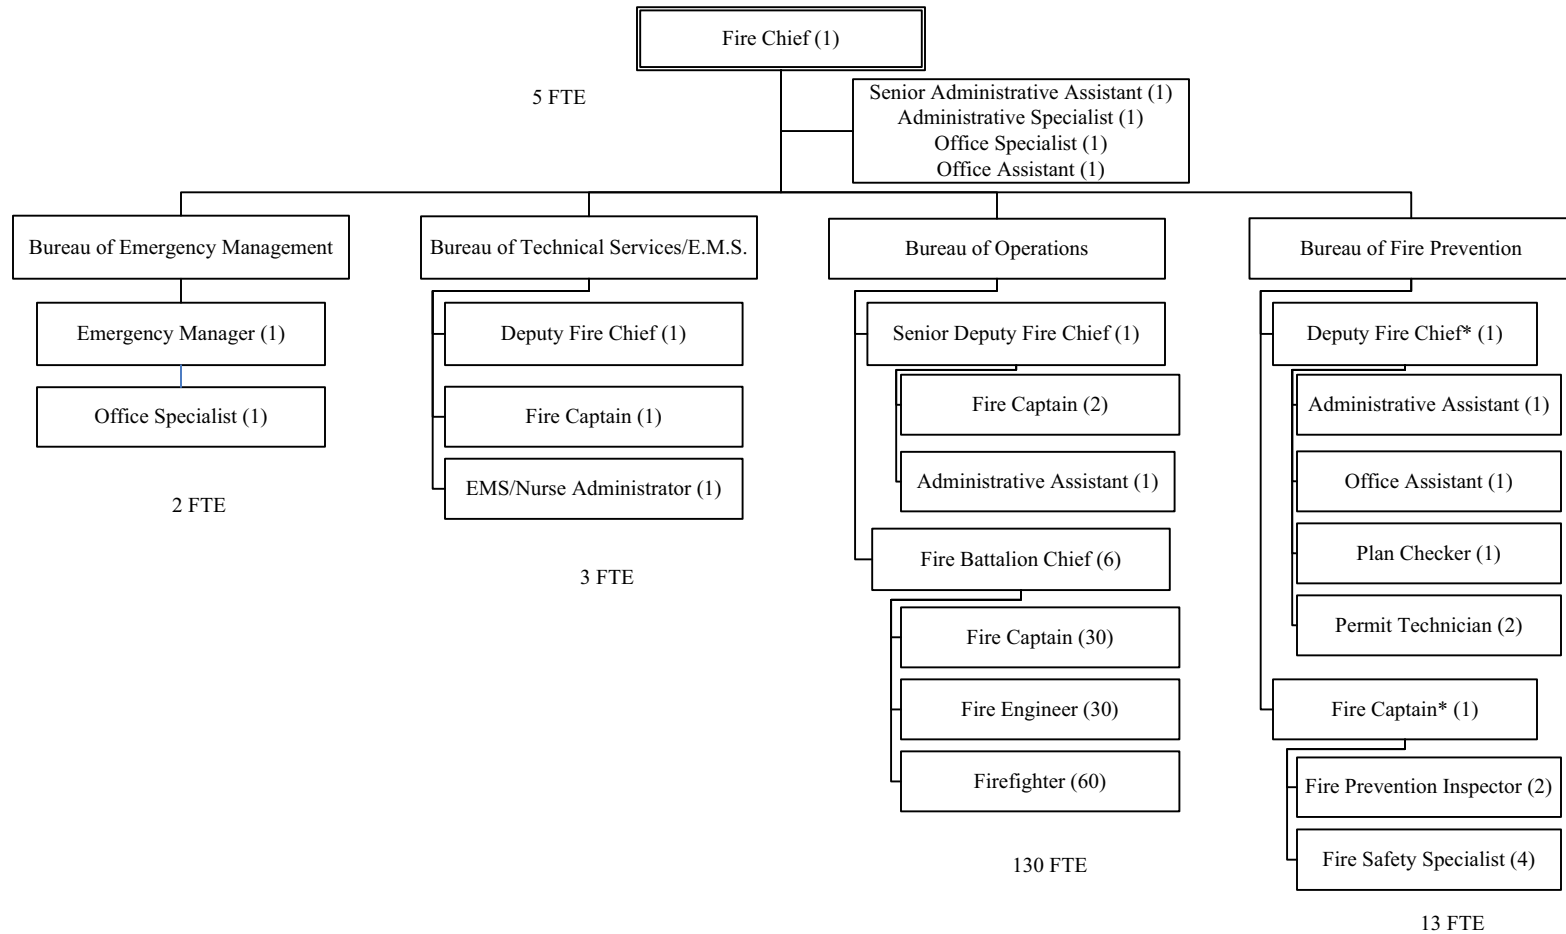 Fire Chief (1)
5 FTE
Senior Administrative Assistant (1)
Administrative Specialist (1)
Office Specialist (1)
Office Assistant (1)
Bureau of Emergency Management
Emergency Manager (1)
Office Specialist (1)
2 FTE
Bureau of Technical Services/E.M.S.
Deputy Fire Chief (1)
Fire Captain (1)
EMS/Nurse Administrator (1)
3 FTE
Bureau of Operations
Senior Deputy Fire Chief (1)
Fire Captain (2)
Administrative Assistant (1)
Fire Battalion Chief (6)
Fire Captain (30)
Fire Engineer (30)
Firefighter (60)
130 FTE
Bureau of Fire Prevention
Deputy Fire Chief* (1)
Administrative Assistant (1)
Office Assistant (1)
Plan Checker (1)
Permit Technician (2)
Fire Captain* (1)
Fire Prevention Inspector (2)
Fire Safety Specialist (4)
13 FTE